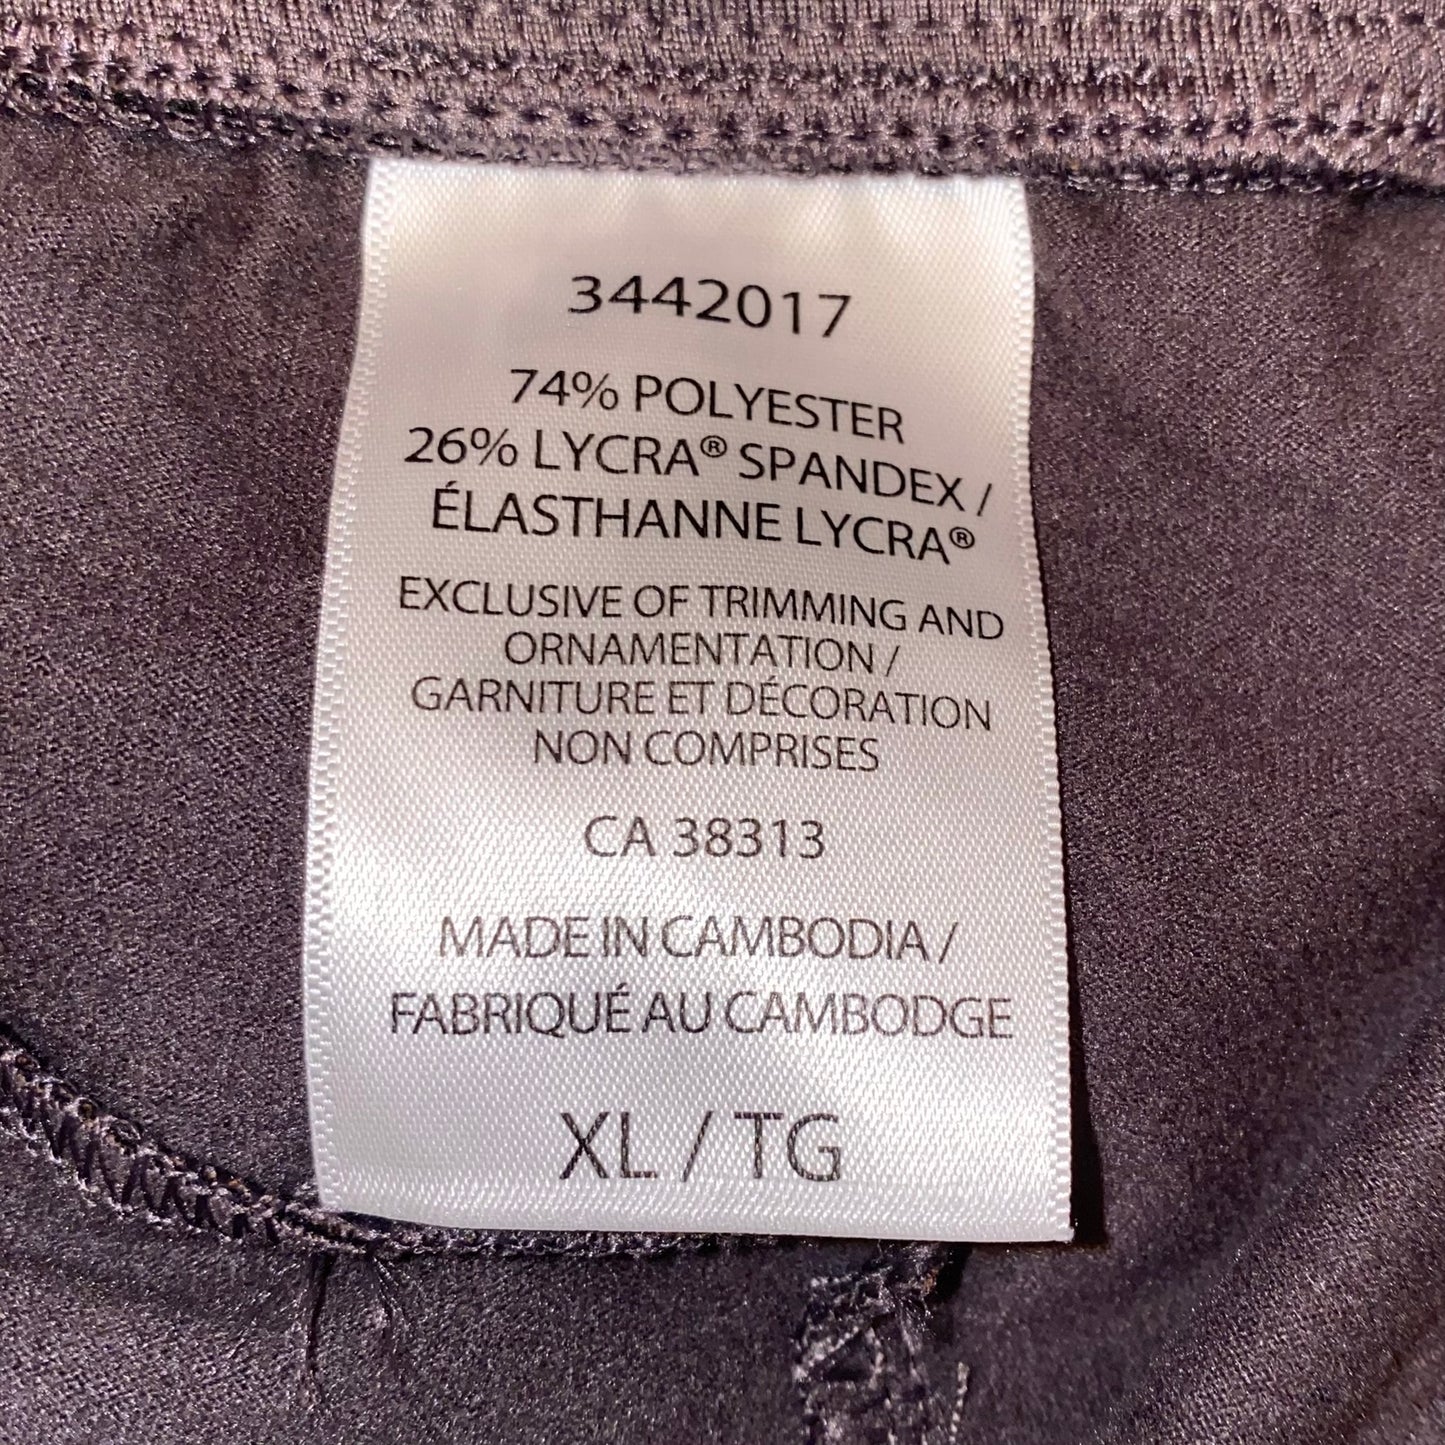 3442017
74% POLYESTER
26% LYCRA® SPANDEX /
ÉLASTHANNE LYCRA®
EXCLUSIVE OF TRIMMING AND
ORNAMENTATION /
GARNITURE ET DÉCORATION
NON COMPRISES
CA 38313
MADE IN CAMBODIA /
FABRIQUÉ AU CAMBODGE
XL / TG